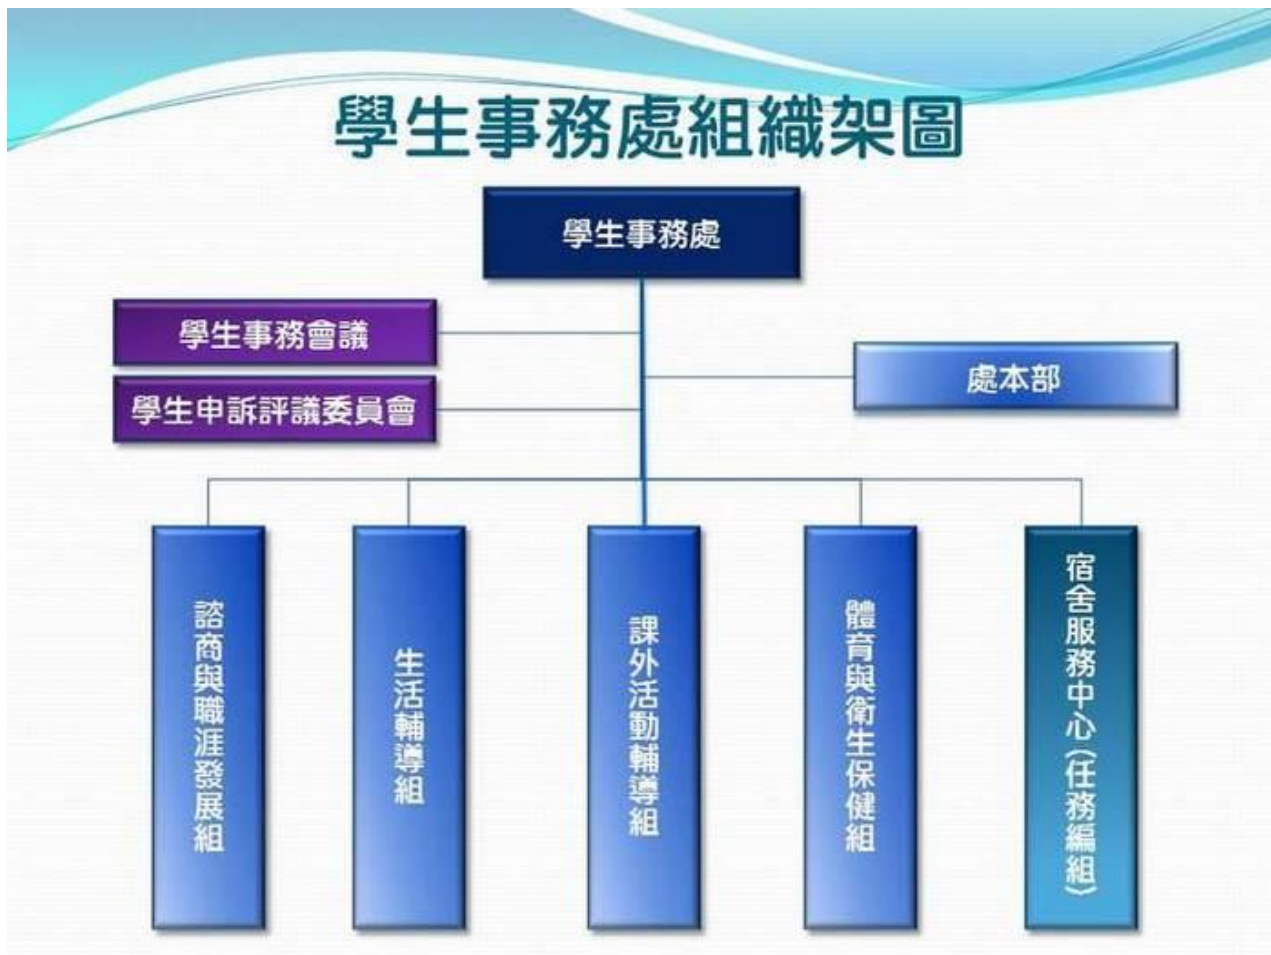 學生事務處組織架圖
學生事務處
學生事務會議
學生申訴評議委員會
處本部
諮商與職涯發展組
生活輔導組
課外活動輔導組
體育與衛生保健組
宿舍服務中心(任務編組)